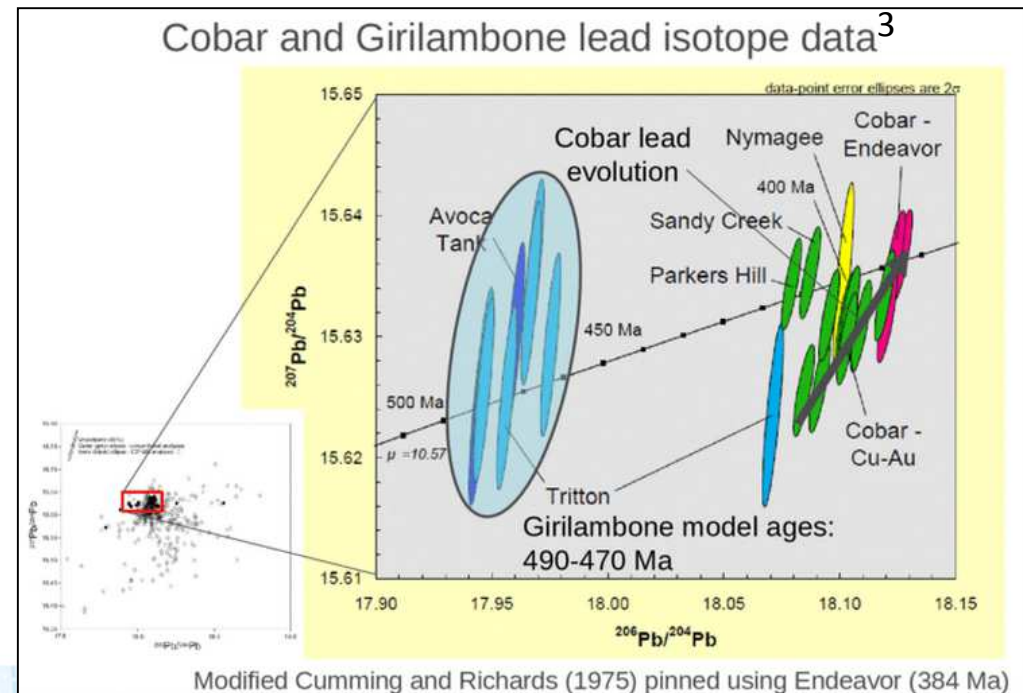 Cobar and Girilambone lead isotope data3
data-point error ellipses are 2σ
15.65
15.64
15.63
15.62
15.61
207Pb/204Pb
Cobar lead
evolution
Nymagee
Cobar -
Endeavor
400 Ma
Avoca
Tank
Sandy Creek
Parkers Hill
450 Ma
500 Ma
μ =10.57
Cobar -
Cu-Au
Tritton
Girilambone model ages:
490-470 Ma
17.90
17.95
18.00
18.05
18.10
18.15
206Pb/204Pb
Modified Cumming and Richards (1975) pinned using Endeavor (384 Ma)